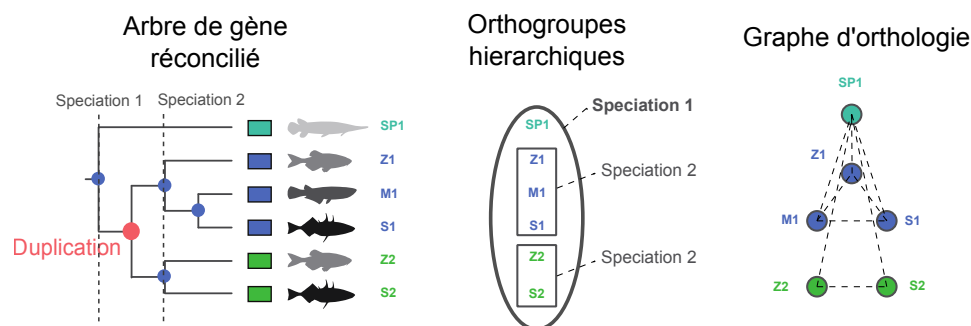 Arbre de gène
réconcilié
Speciation 1
Speciation 2
Duplication
SP1
Z1
M1
S1
Z2
S2
Orthogroupes
hierarchiques
Speciation 1
SP1
Z1
Speciation 2
M1
S1
Z2
Speciation 2
S2
Graphe d'orthologie
SP1
Z1
M1
S1
Z2
S2